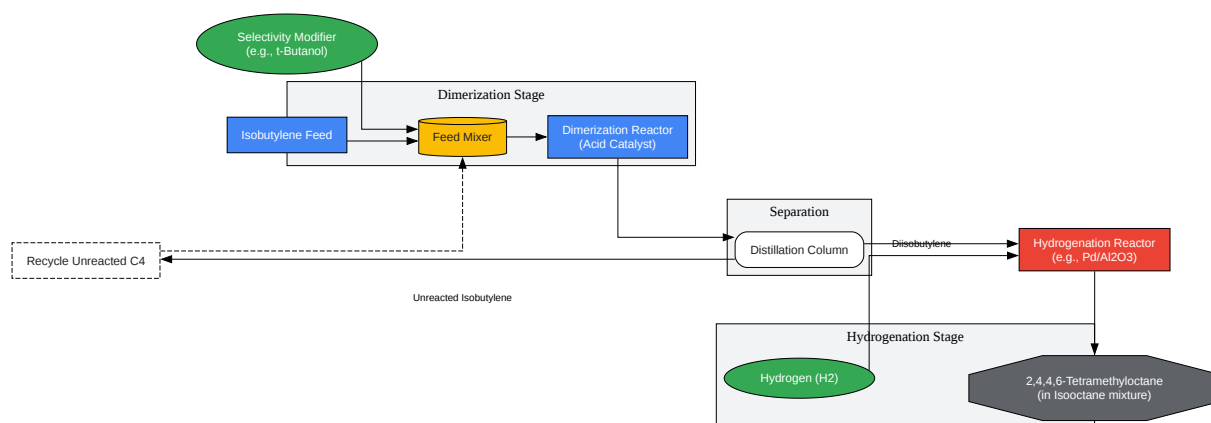 Selectivity Modifier
(e.g., t-Butanol)
Dimerization Stage
Isobutylene Feed
Feed Mixer
Dimerization Reactor
(Acid Catalyst)
Separation
Recycle Unreacted C4
Distillation Column
Diisobutylene
Hydrogenation Reactor
(e.g., Pd/Al2O3)
Unreacted Isobutylene
Hydrogenation Stage
Hydrogen (H2)
2,4,4,6-Tetramethyloctane
(in Isooctane mixture)